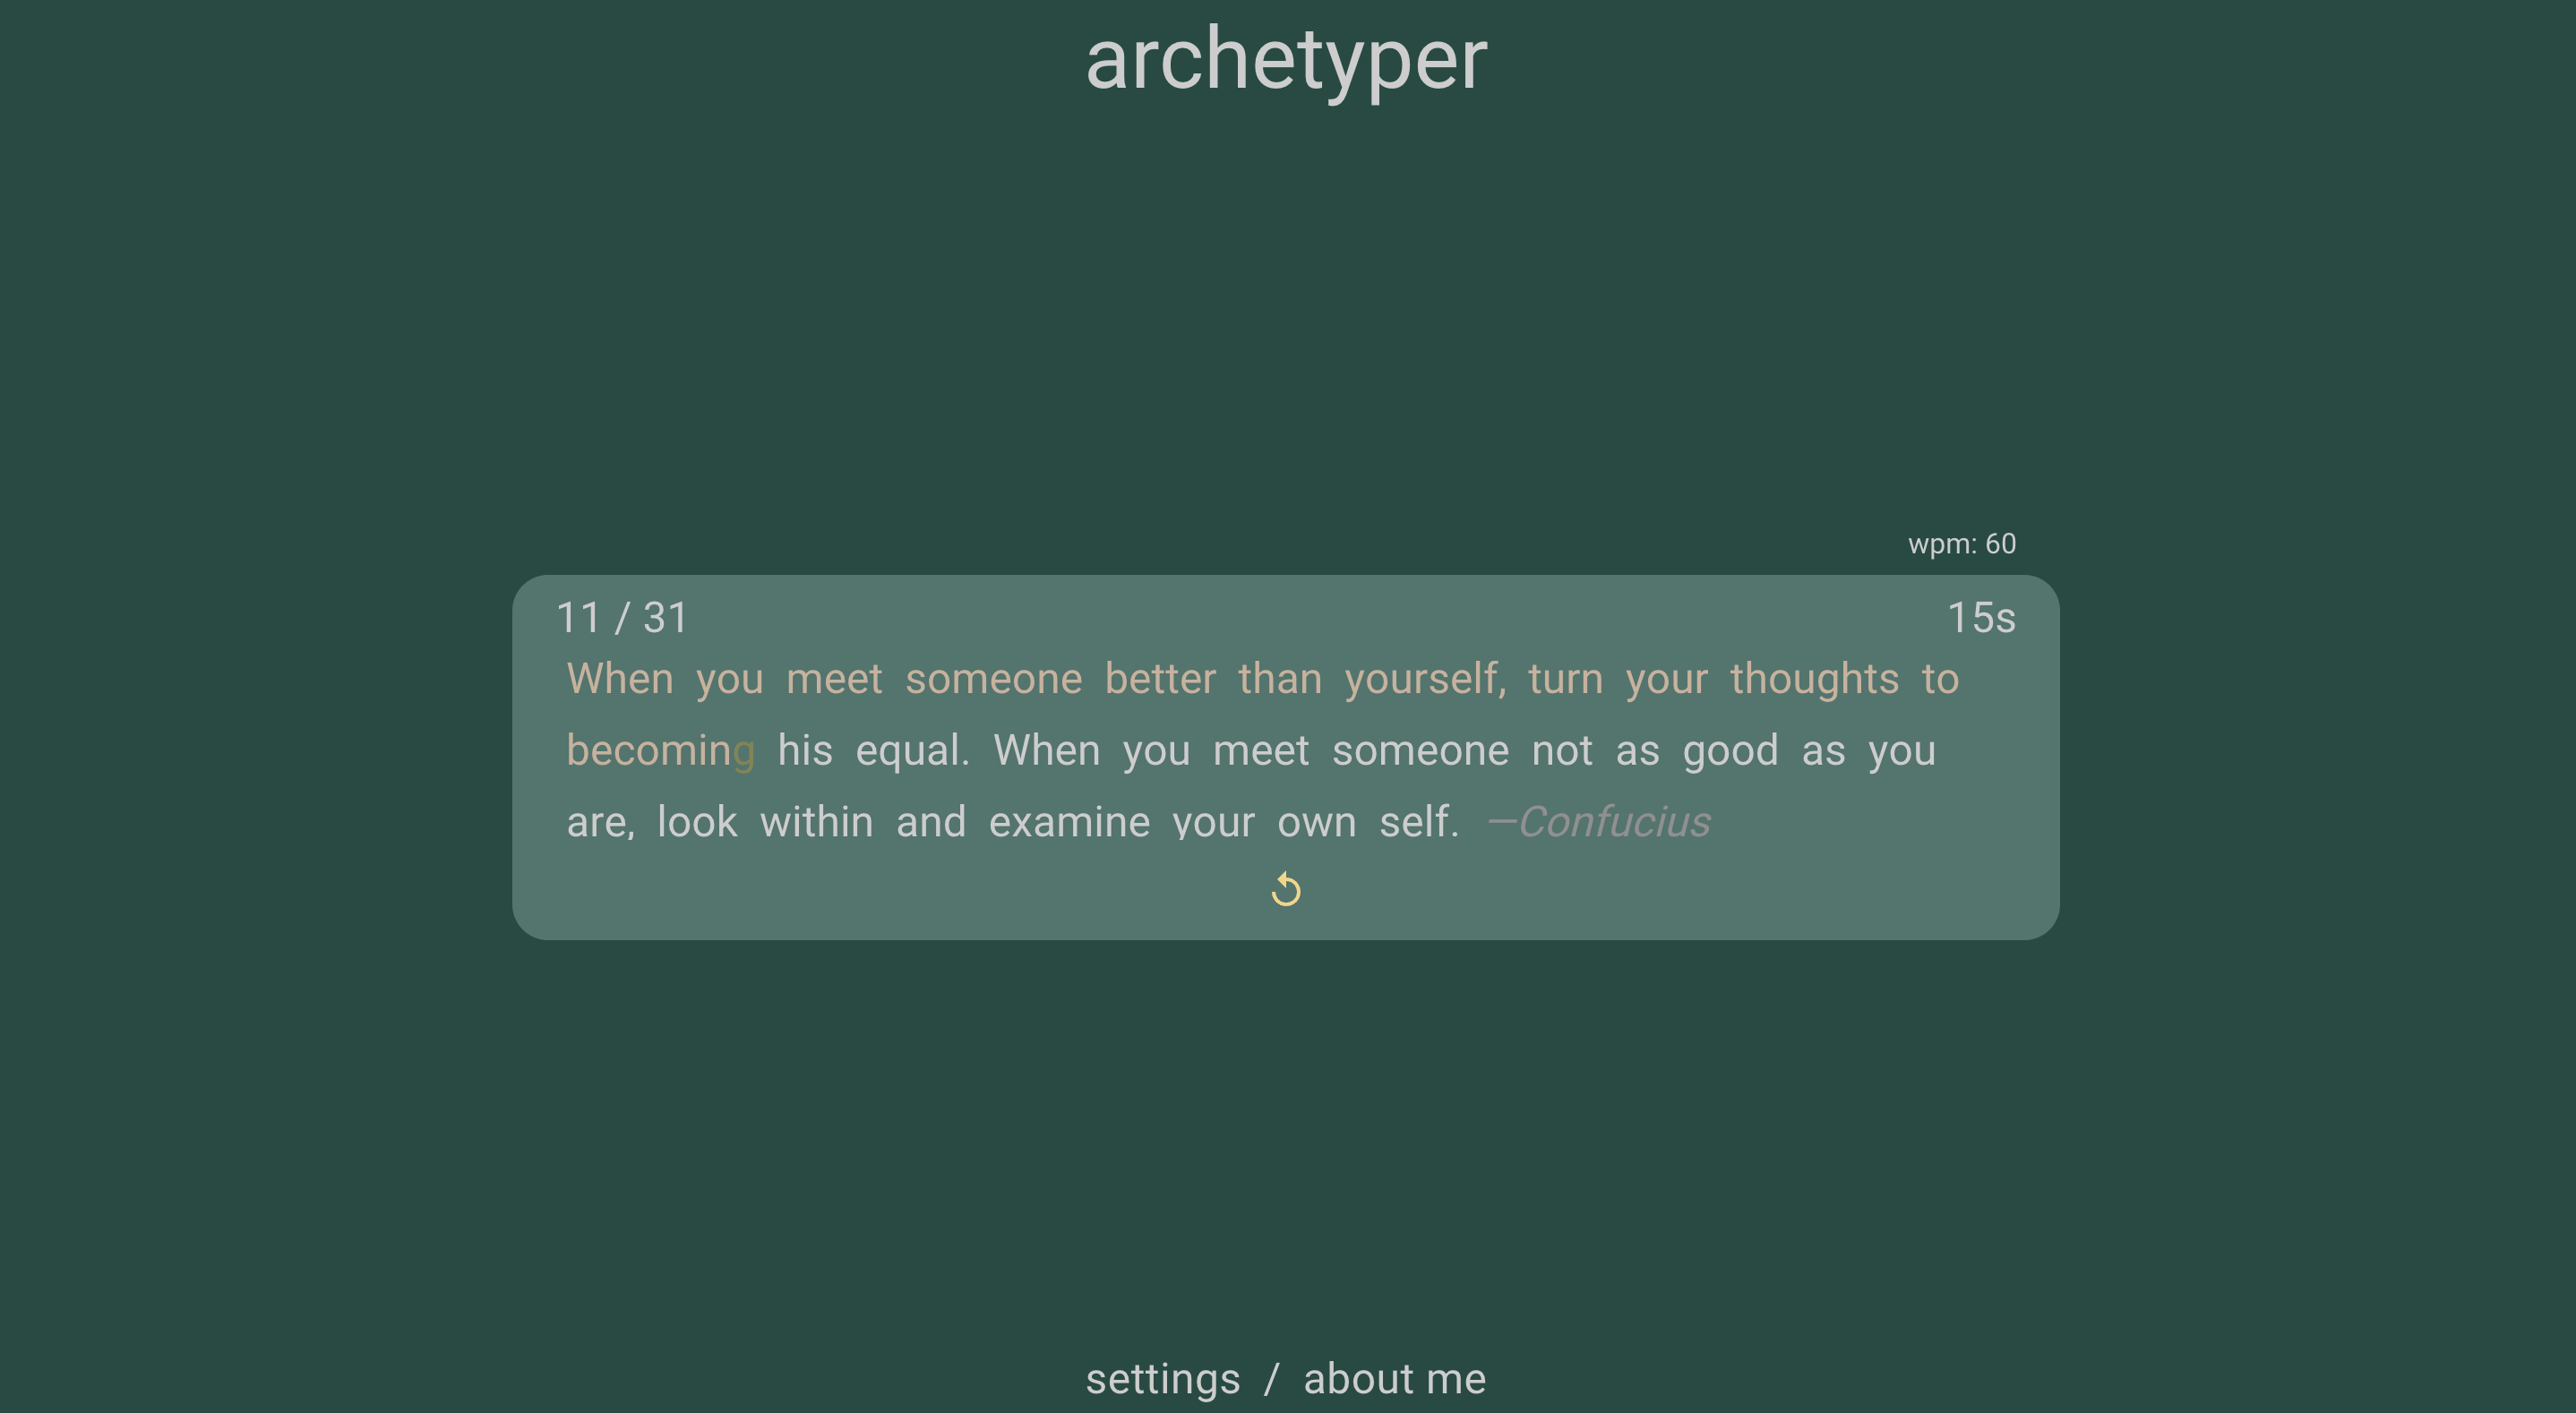 archetyper
wpm: 60
11 / 31
15s
When you meet someone better than yourself, turn your thoughts to
becoming his equal. When you meet someone not as good as you
are, look within and examine your own self. —Confucius
settings / about me